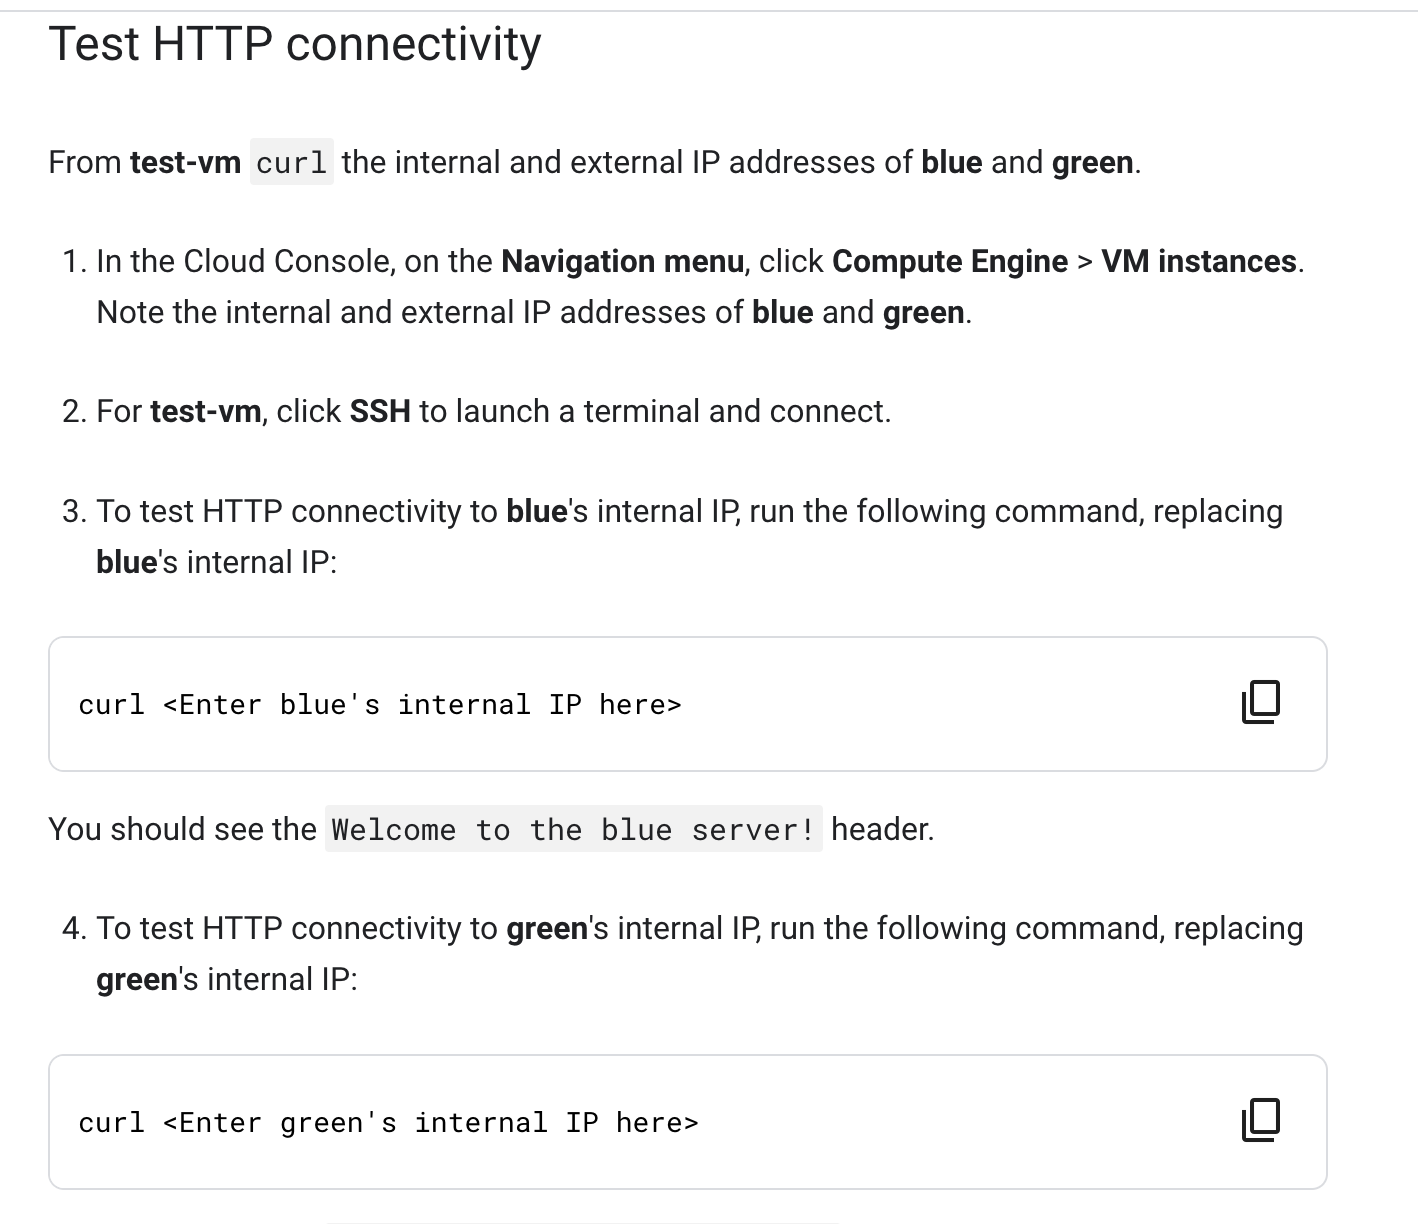 Test HTTP connectivity
From test-vm curl the internal and external IP addresses of blue and green.
1. In the Cloud Console, on the Navigation menu, click Compute Engine > VM instances.
Note the internal and external IP addresses of blue and green.
2. For test-vm, click SSH to launch a terminal and connect.
3. To test HTTP connectivity to blue's internal IP, run the following command, replacing
blue's internal IP:
curl <Enter blue's internal IP here>
You should see the Welcome to the blue server! header.
4. To test HTTP connectivity to green's internal IP, run the following command, replacing
green's internal IP:
curl <Enter green's internal IP here>